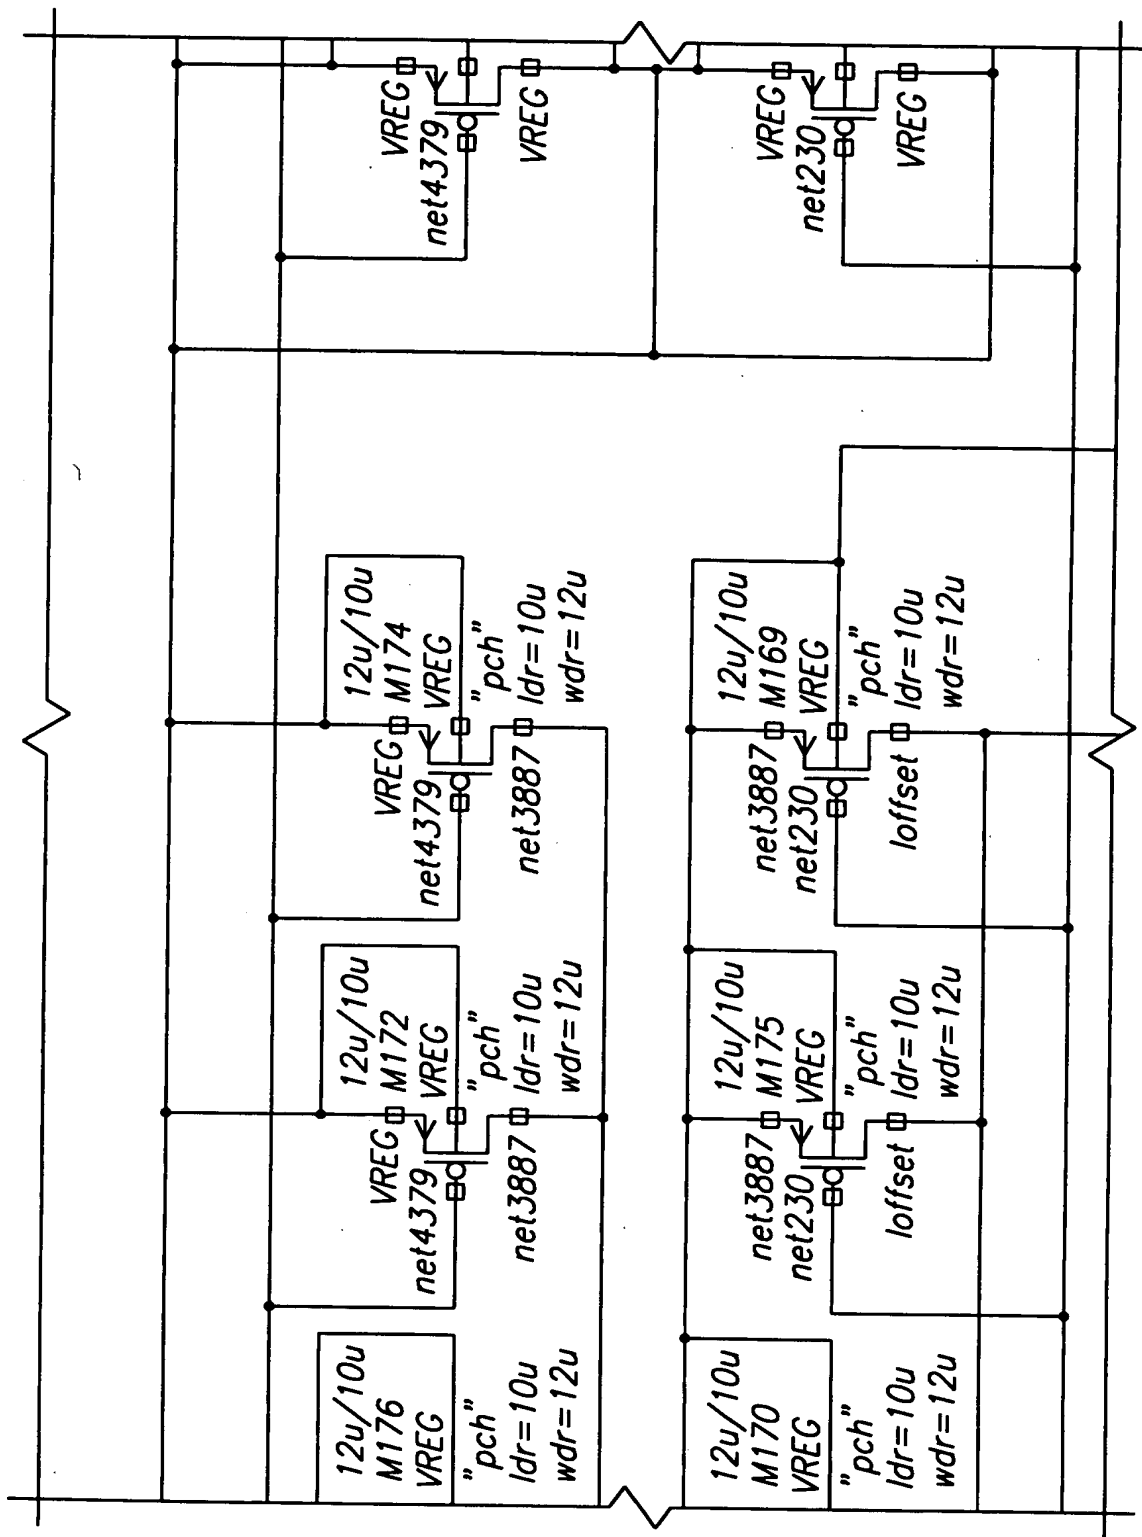 12u/10u
M176
VREG
"pch"
ldr=10u
wdr=12u
12u/10u
M172
VREG
VREG
net4379
"pch"
net3887
ldr=10u
wdr=12u
12u/10u
M174
VREG
VREG
net4379
"pch"
net3887
ldr=10u
wdr=12u
VREG
net4379
VREG
12u/10u
M170
VREG
"pch"
ldr=10u
wdr=12u
12u/10u
M175
VREG
net3887
net230
"pch"
Ioffset
ldr=10u
wdr=12u
12u/10u
M169
VREG
net3887
net230
"pch"
Ioffset
ldr=10u
wdr=12u
VREG
net230
VREG